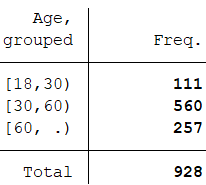 Age,
grouped Freq.
[18,30) 111
[30,60) 560
[60, .) 257
Total 928